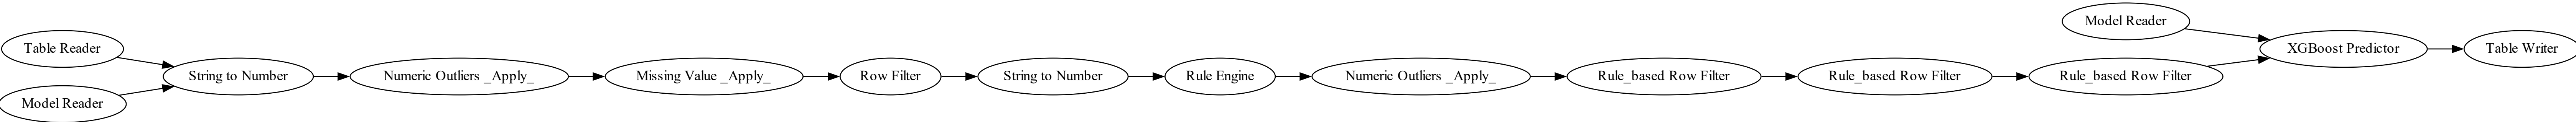 Table Reader
Model Reader
String to Number
Numeric Outliers _Apply_
Missing Value _Apply_
Row Filter
String to Number
Rule Engine
Numeric Outliers _Apply_
Rule_based Row Filter
Rule_based Row Filter
Rule_based Row Filter
Model Reader
XGBoost Predictor
Table Writer